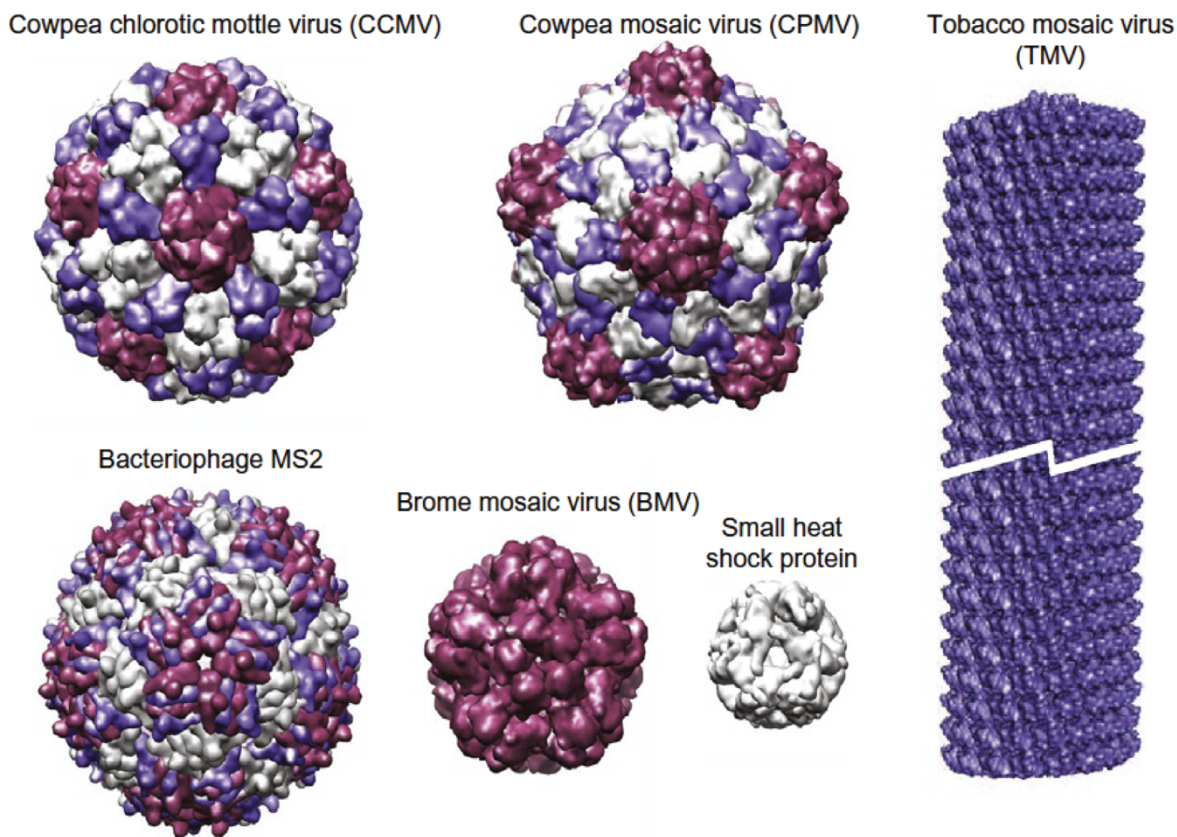 Cowpea chlorotic mottle virus (CCMV)
Cowpea mosaic virus (CPMV)
Tobacco mosaic virus
(TMV)
Bacteriophage MS2
Brome mosaic virus (BMV)
Small heat
shock protein